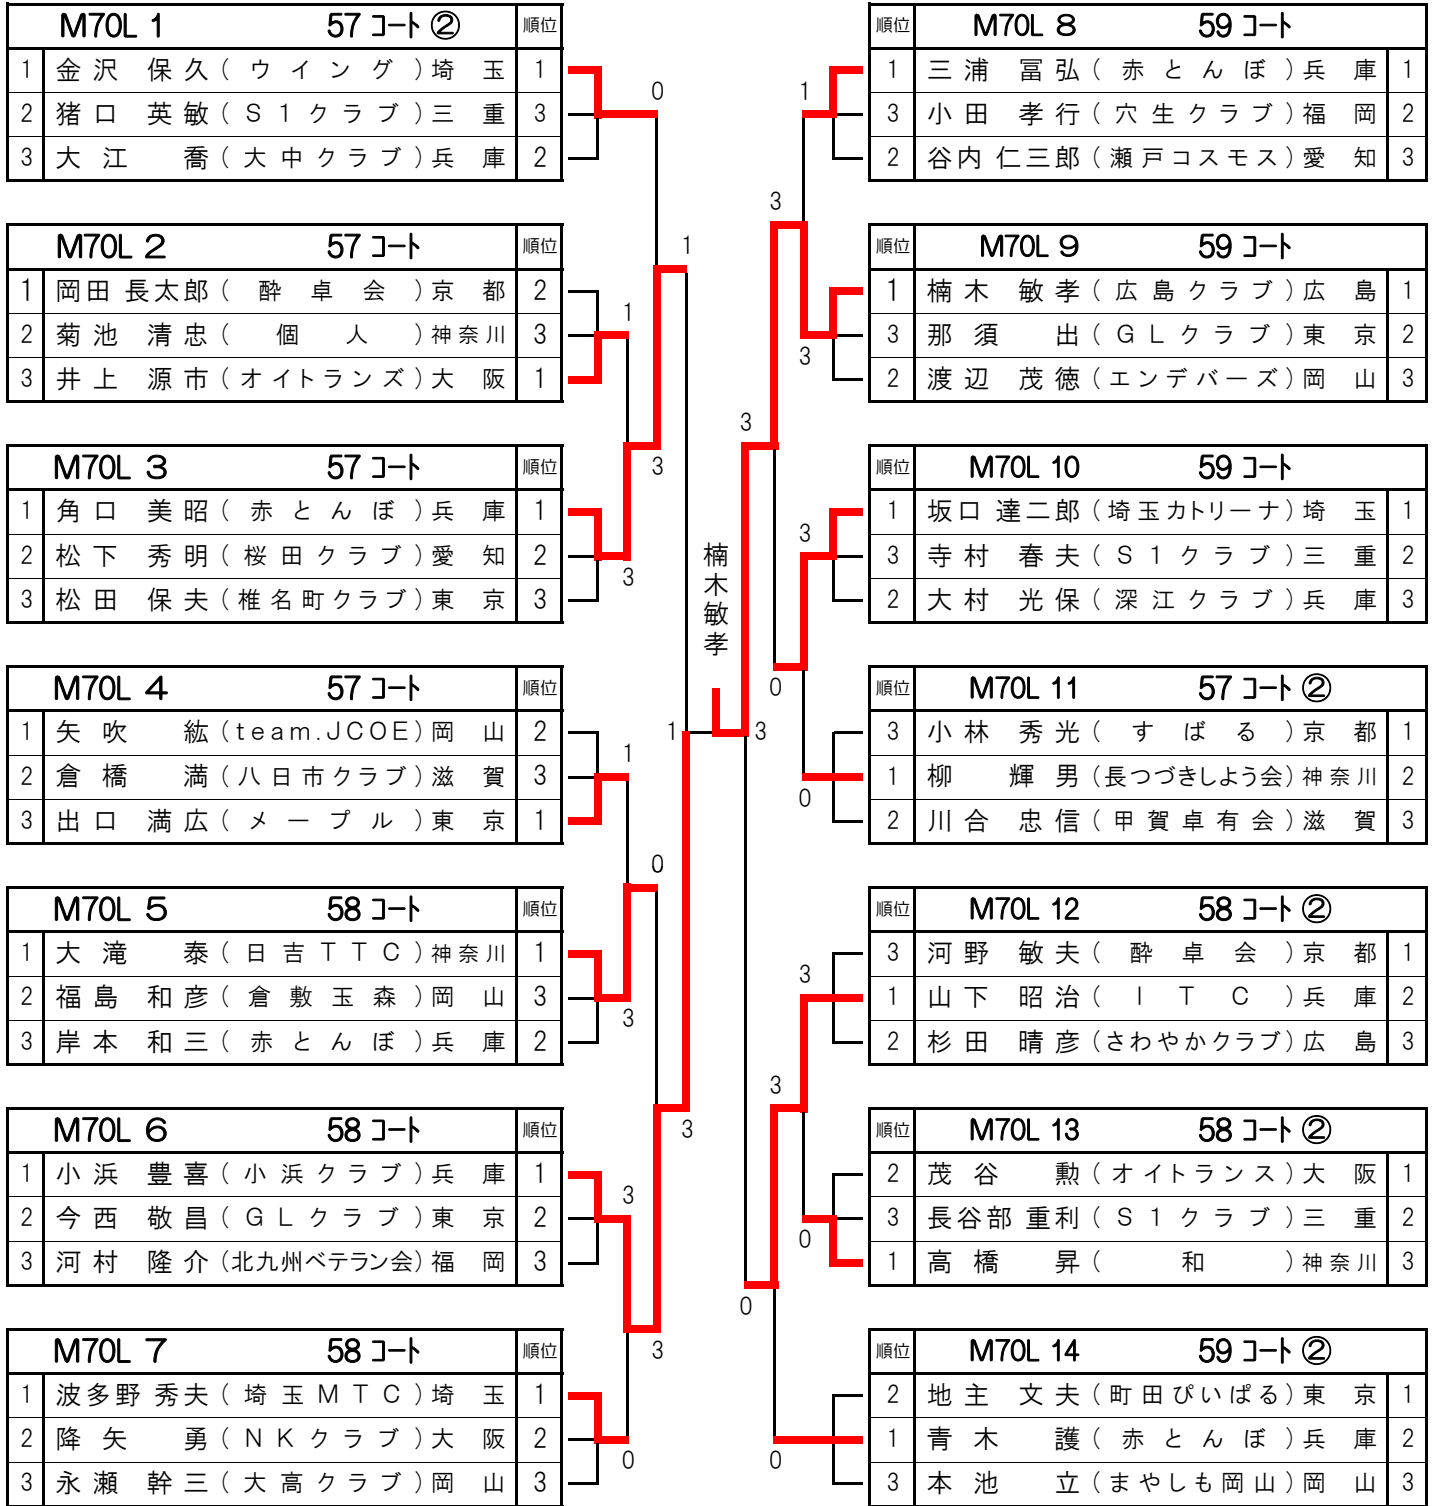 M70L 1 57 コート ② 順位
1 金沢 保久 (ウイング) 埼玉 1
2 猪口 英敏 (S1クラブ) 三重 3
3 大江 喬 (大中クラブ) 兵庫 2
M70L 2 57 コート 順位
1 岡田 長太郎 (酔卓会) 京都 2
2 菊池 清忠 (個人) 神奈川 3
3 井上 源市 (オイトランズ) 大阪 1
M70L 3 57 コート 順位
1 角口 美昭 (赤とんぼ) 兵庫 1
2 松下 秀明 (桜田クラブ) 愛知 2
3 松田 保夫 (椎名町クラブ) 東京 3
M70L 4 57 コート 順位
1 矢吹 紘 (team.JCOE) 岡山 2
2 倉橋 満 (八日市クラブ) 滋賀 3
3 出口 満広 (メープル) 東京 1
M70L 5 58 コート 順位
1 大滝 泰 (日吉TTC) 神奈川 1
2 福島 和彦 (倉敷玉森) 岡山 3
3 岸本 和三 (赤とんぼ) 兵庫 2
M70L 6 58 コート 順位
1 小浜 豊喜 (小浜クラブ) 兵庫 1
2 今西 敬昌 (GLクラブ) 東京 2
3 河村 隆介 (北九州ベテラン会) 福岡 3
M70L 7 58 コート 順位
1 波多野 秀夫 (埼玉MTC) 埼玉 1
2 降矢 勇 (NKクラブ) 大阪 2
3 永瀬 幹三 (大高クラブ) 岡山 3
0
1
1
3
3
1
0
3
3
3
3
0
1
楠木敏孝
3
1
3
3
3
3
0
0
3
3
0
0
0
順位 M70L 8 59 コート
1 三浦 冨弘 (赤とんぼ) 兵庫 1
3 小田 孝行 (穴生クラブ) 福岡 2
2 谷内 仁三郎 (瀬戸コスモス) 愛知 3
順位 M70L 9 59 コート
1 楠木 敏孝 (広島クラブ) 広島 1
3 那須 出 (GLクラブ) 東京 2
2 渡辺 茂徳 (エンデバーズ) 岡山 3
順位 M70L 10 59 コート
1 坂口 達二郎 (埼玉カトリーナ) 埼玉 1
3 寺村 春夫 (S1クラブ) 三重 2
2 大村 光保 (深江クラブ) 兵庫 3
順位 M70L 11 57 コート ②
3 小林 秀光 (すばる) 京都 1
1 柳 輝男 (長つづきしよう会) 神奈川 2
2 川合 忠信 (甲賀卓有会) 滋賀 3
順位 M70L 12 58 コート ②
3 河野 敏夫 (酔卓会) 京都 1
1 山下 昭治 (ITC) 兵庫 2
2 杉田 晴彦 (さわやかクラブ) 広島 3
順位 M70L 13 58 コート ②
2 茂谷 勲 (オイトランス) 大阪 1
3 長谷部 重利 (S1クラブ) 三重 2
1 高橋 昇 (和) 神奈川 3
順位 M70L 14 59 コート ②
2 地主 文夫 (町田ぴいぱる) 東京 1
1 青木 護 (赤とんぼ) 兵庫 2
3 本池 立 (まやしも岡山) 岡山 3